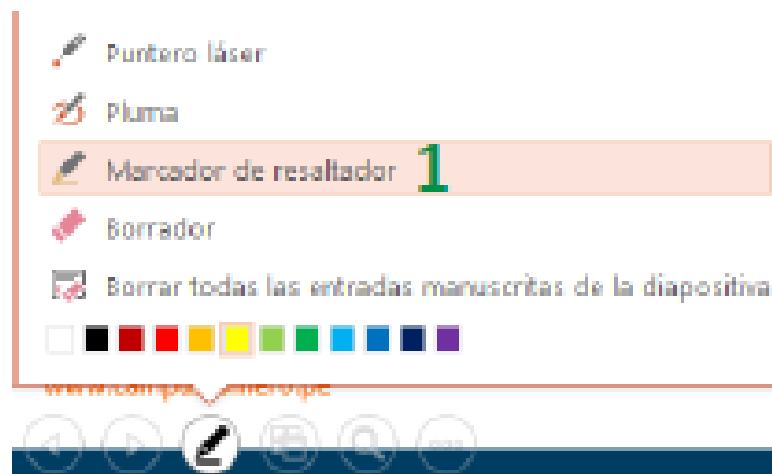 Puntero láser
Pluma
Marcador de resaltador 1
Borrador
Borrar todas las entradas manuscritas de la diapositiva